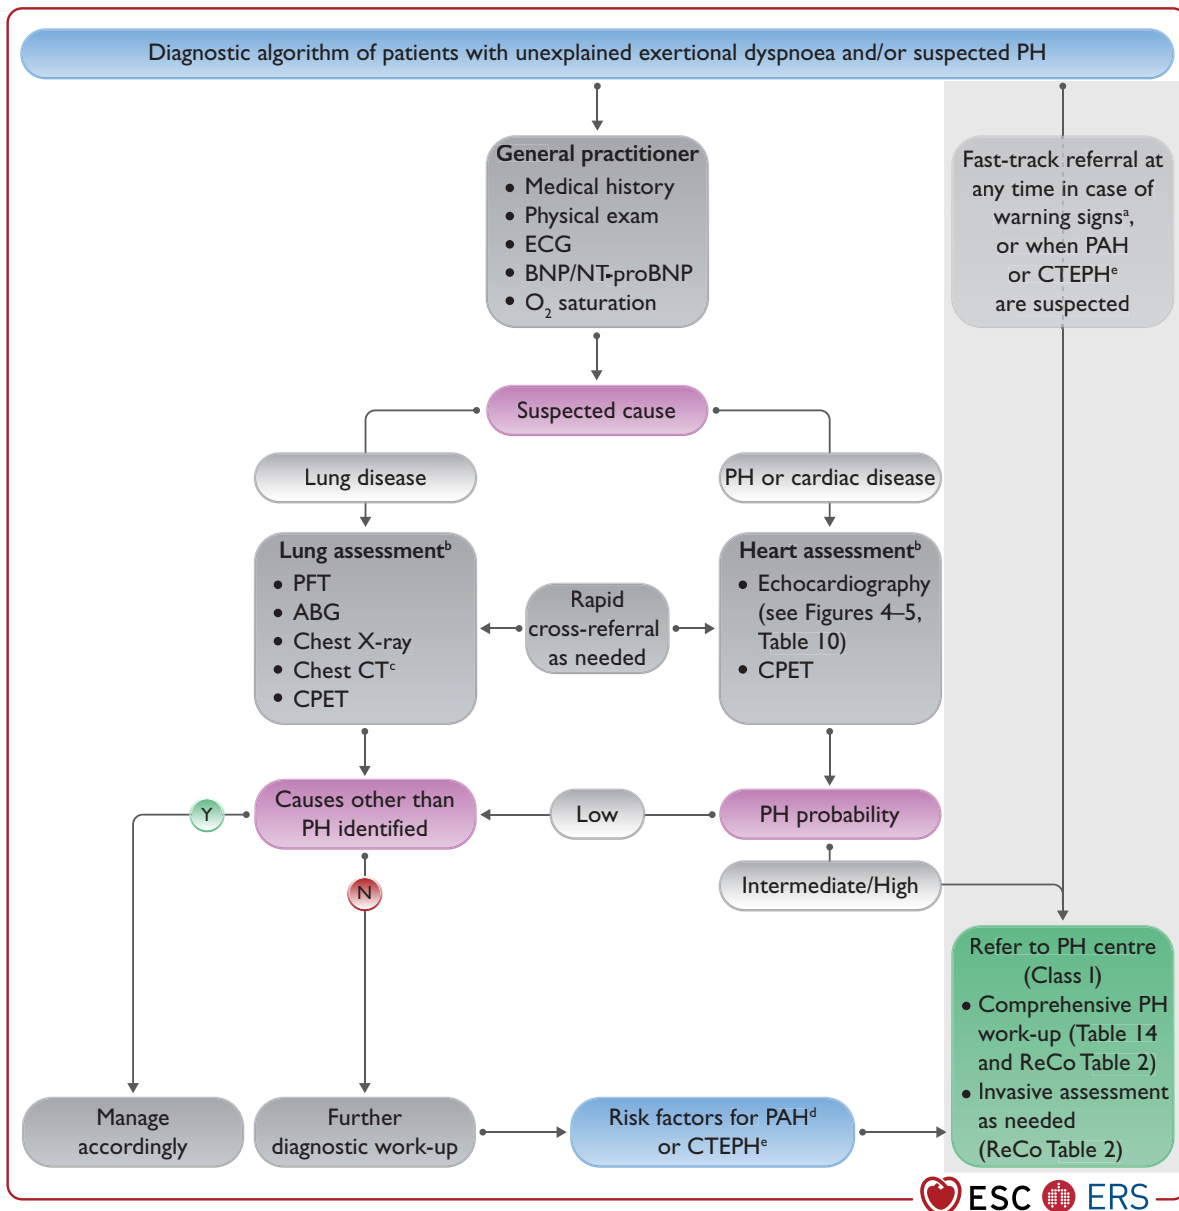 Diagnostic algorithm of patients with unexplained exertional dyspnoea and/or suspected PH
General practitioner
• Medical history
• Physical exam
• ECG
• BNP/NT-proBNP
• O₂ saturation
Fast-track referral at
any time in case of
warning signsᵃ,
or when PAH
or CTEPHᵉ
are suspected
Suspected cause
Lung disease
PH or cardiac disease
Lung assessmentᵇ
• PFT
• ABG
• Chest X-ray
• Chest CTᶜ
• CPET
Rapid
cross-referral
as needed
Heart assessmentᵇ
• Echocardiography
(see Figures 4–5,
Table 10)
• CPET
Y
Causes other than
PH identified
Low
PH probability
N
Intermediate/High
Refer to PH centre
(Class I)
• Comprehensive PH
work-up (Table 14
and ReCo Table 2)
• Invasive assessment
as needed
(ReCo Table 2)
Manage
accordingly
Further
diagnostic work-up
Risk factors for PAHᵈ
or CTEPHᵉ
ESC ERS